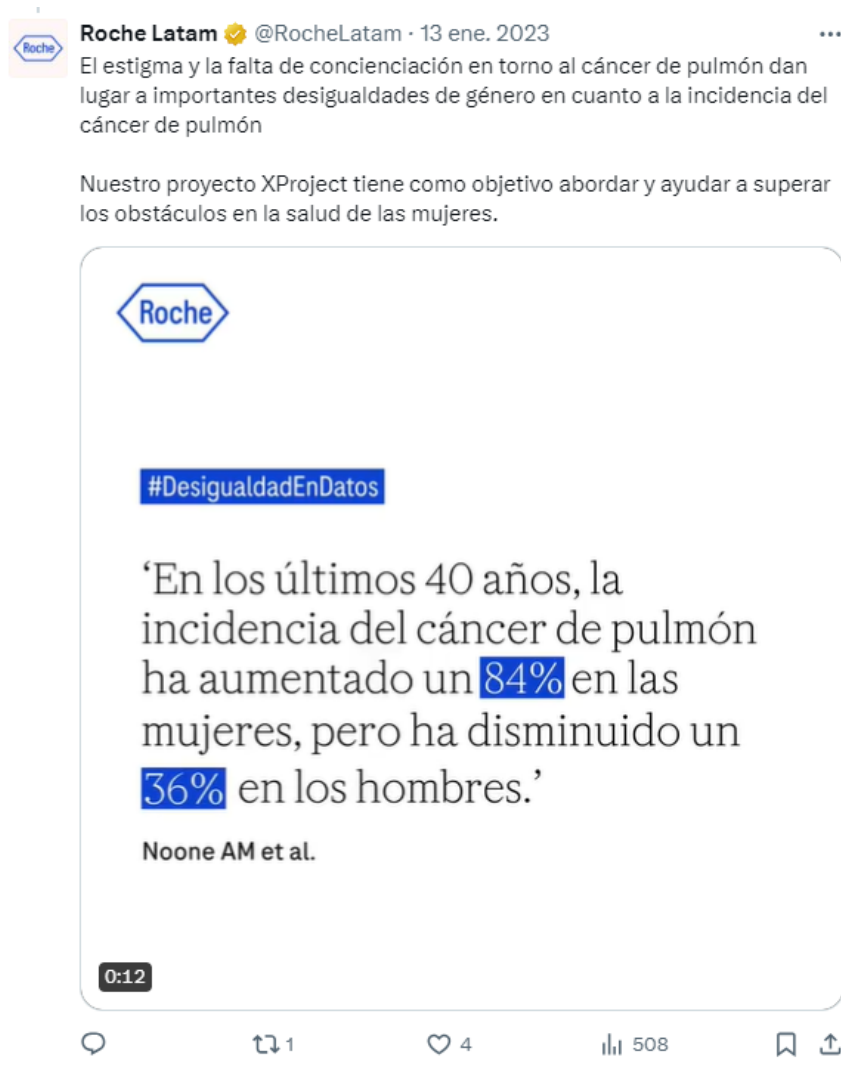 Roche
Roche Latam @RocheLatam · 13 ene. 2023
El estigma y la falta de concienciación en torno al cáncer de pulmón dan
lugar a importantes desigualdades de género en cuanto a la incidencia del
cáncer de pulmón
Nuestro proyecto XProject tiene como objetivo abordar y ayudar a superar
los obstáculos en la salud de las mujeres.
Roche
#DesigualdadEnDatos
‘En los últimos 40 años, la
incidencia del cáncer de pulmón
ha aumentado un 84% en las
mujeres, pero ha disminuido un
36% en los hombres.’
Noone AM et al.
0:12
1 4 508